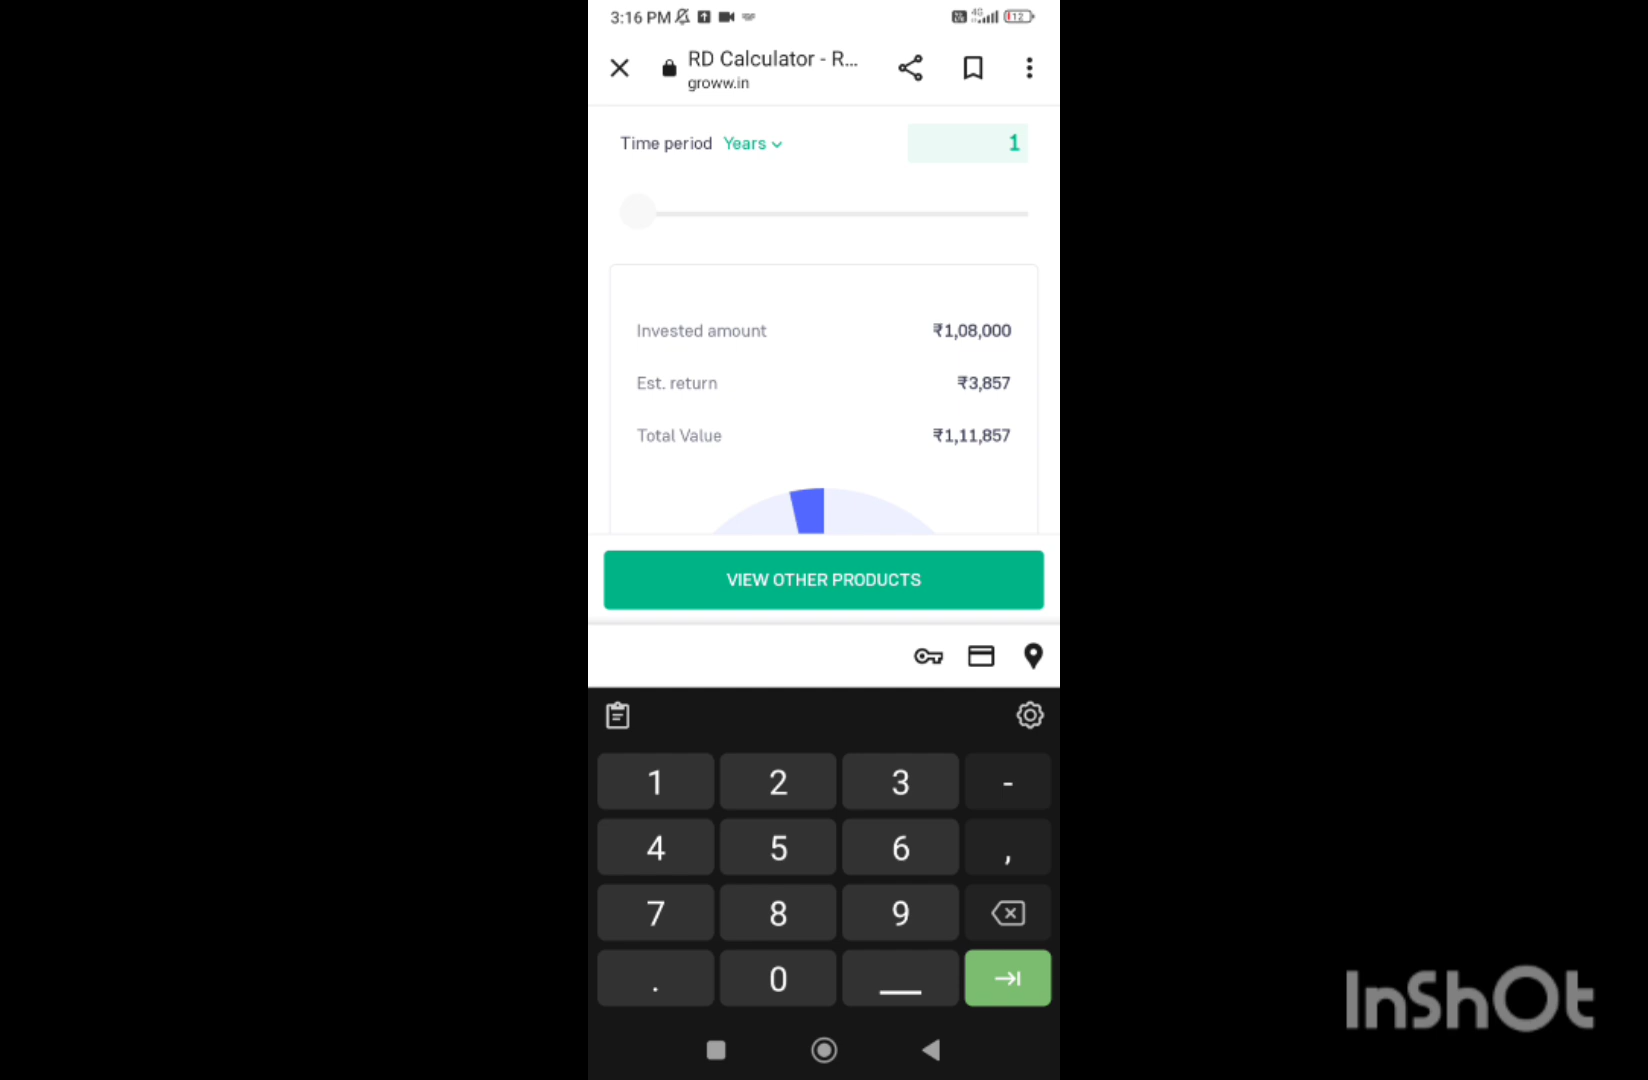 3:16 PM 4G 12
RD Calculator - R...
groww.in
Time period Years 1
Invested amount ₹1,08,000
Est. return ₹3,857
Total Value ₹1,11,857
VIEW OTHER PRODUCTS
1 2 3 -
4 5 6 ,
7 8 9
. 0
InShOt